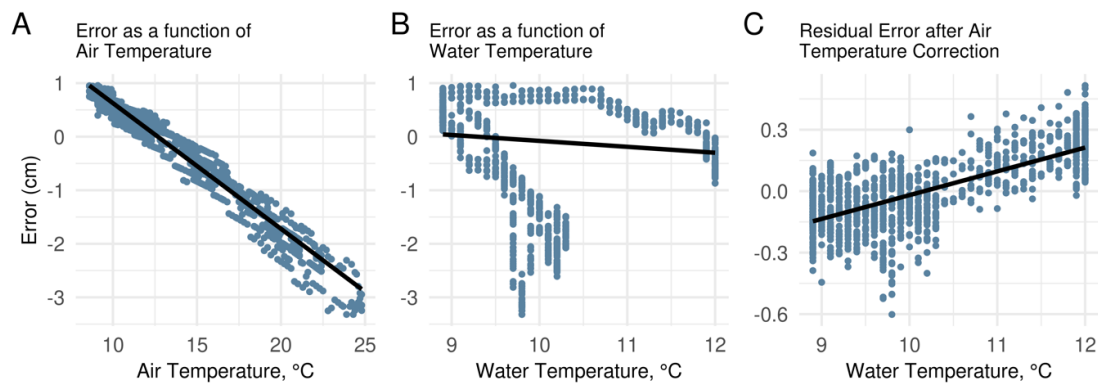 A
Error as a function of
Air Temperature
Error (cm)
1
0
-1
-2
-3
10
15
20
25
Air Temperature, °C
B
Error as a function of
Water Temperature
1
0
-1
-2
-3
9
10
11
12
Water Temperature, °C
C
Residual Error after Air
Temperature Correction
0.3
0.0
-0.3
-0.6
9
10
11
12
Water Temperature, °C